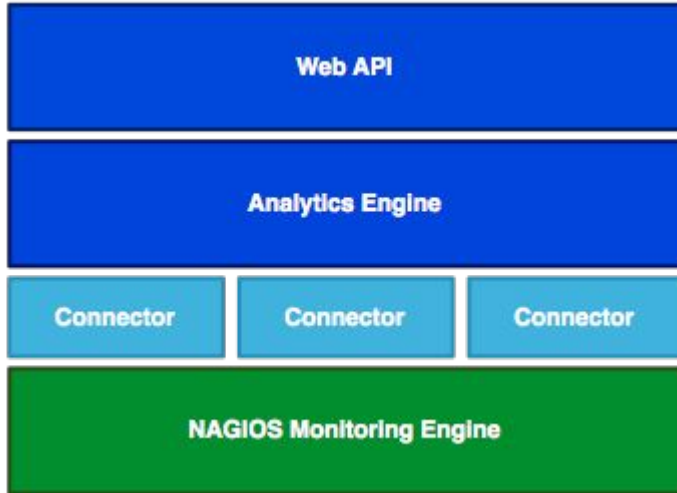 Web API
Analytics Engine
Connector
Connector
Connector
NAGIOS Monitoring Engine